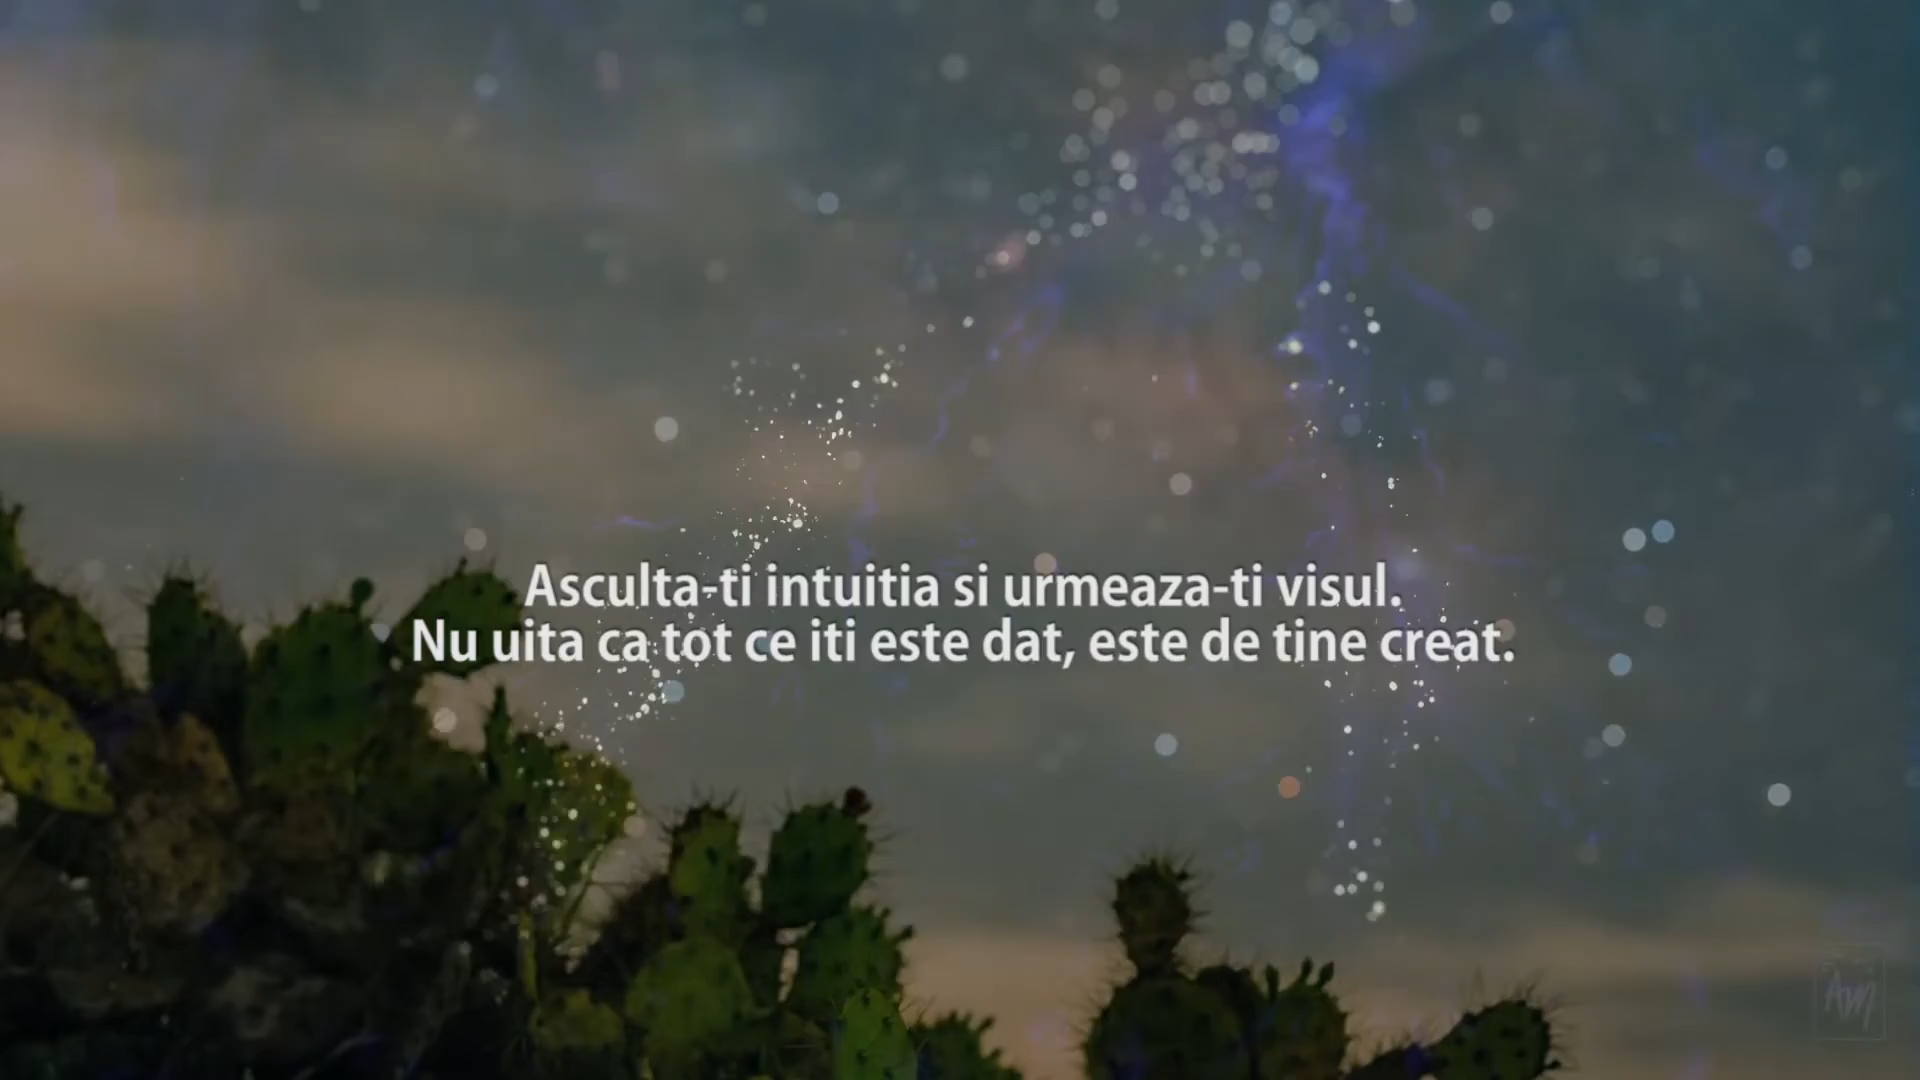 Asculta-ti intuitia si urmeaza-ti visul.
Nu uita ca tot ce iti este dat, este de tine creat.